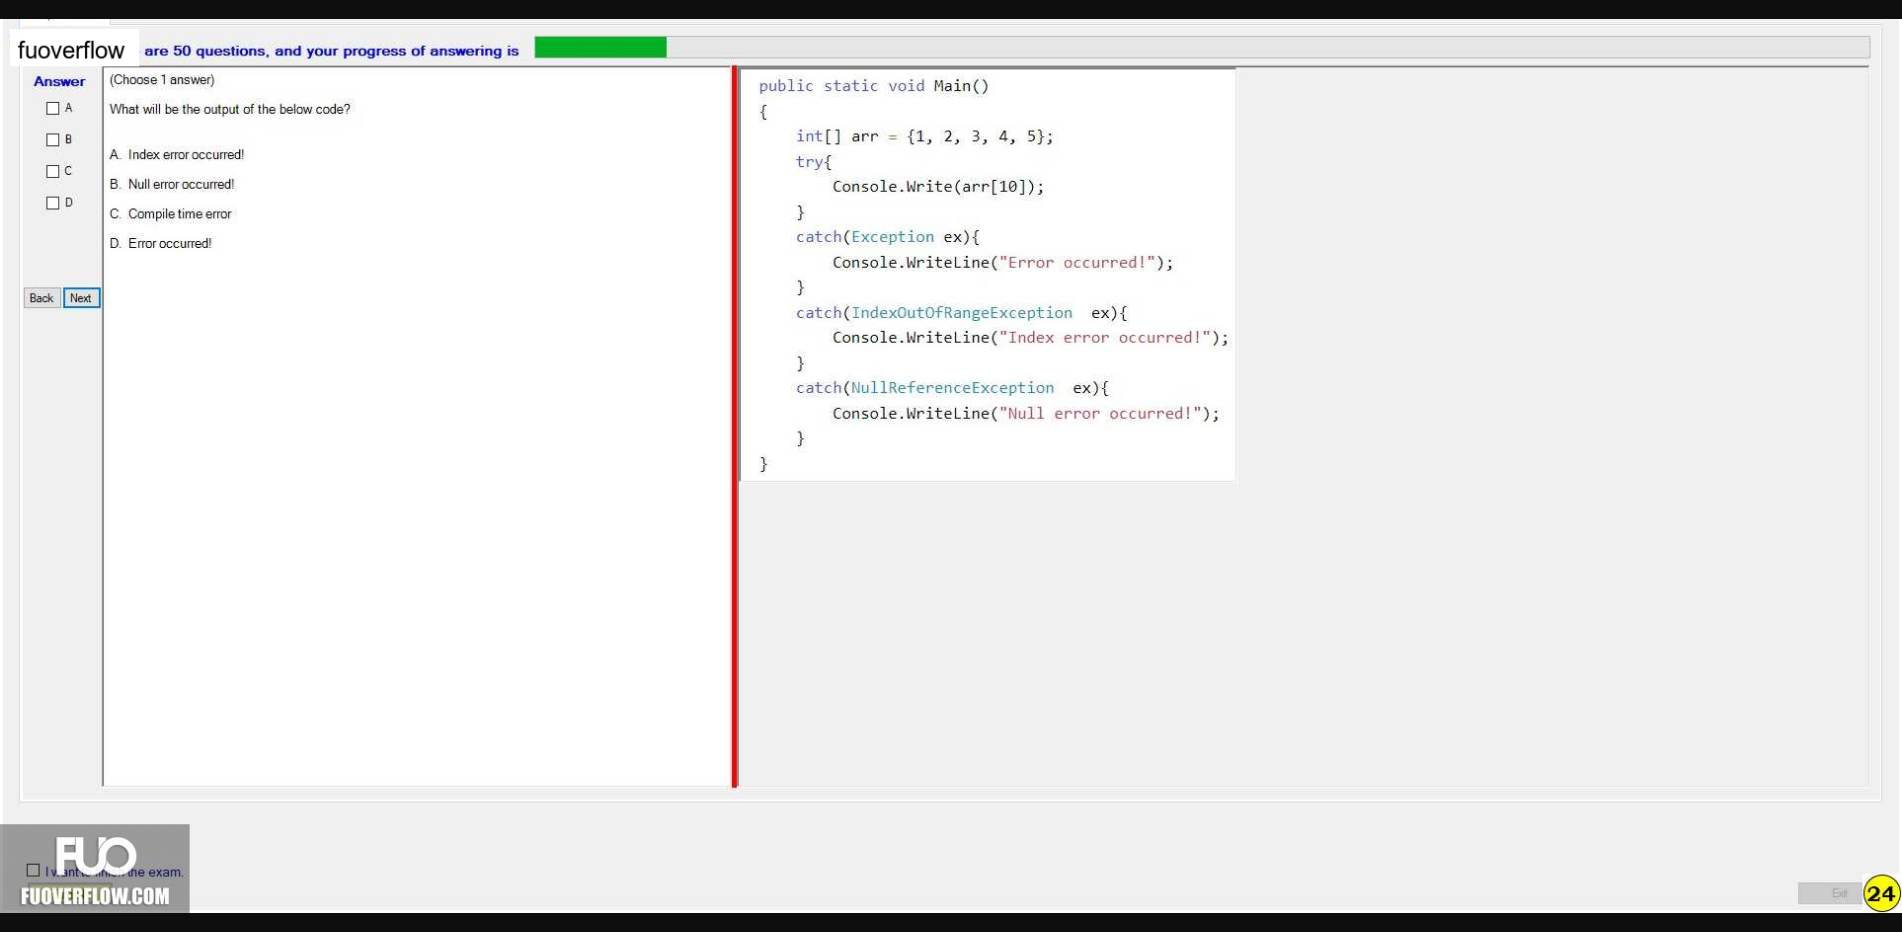 fuoverflow are 50 questions, and your progress of answering is
Answer
A
B
C
D
Back Next
(Choose 1 answer)
What will be the output of the below code?
A. Index error occurred!
B. Null error occurred!
C. Compile time error
D. Error occurred!
public static void Main()
{
int[] arr = {1, 2, 3, 4, 5};
try{
Console.Write(arr[10]);
}
catch(Exception ex){
Console.WriteLine("Error occurred!");
}
catch(IndexOutOfRangeException ex){
Console.WriteLine("Index error occurred!");
}
catch(NullReferenceException ex){
Console.WriteLine("Null error occurred!");
}
}
FUO
I want to finish the exam.
FUOVERFLOW.COM
Exit
24